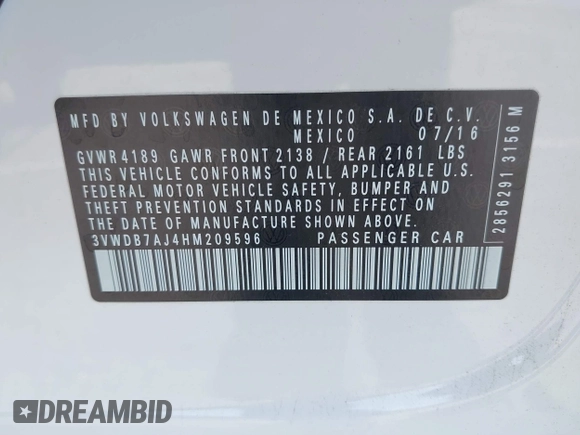 MFD BY VOLKSWAGEN DE MEXICO S.A. DE C.V.
MEXICO 07/16
GVWR 4189 GAWR FRONT 2138 / REAR 2161 LBS
THIS VEHICLE CONFORMS TO ALL APPLICABLE U.S.
FEDERAL MOTOR VEHICLE SAFETY, BUMPER AND
THEFT PREVENTION STANDARDS IN EFFECT ON
THE DATE OF MANUFACTURE SHOWN ABOVE.
3VWDB7AJ4HM209596 PASSENGER CAR
2856291 3156 M
DREAMBID